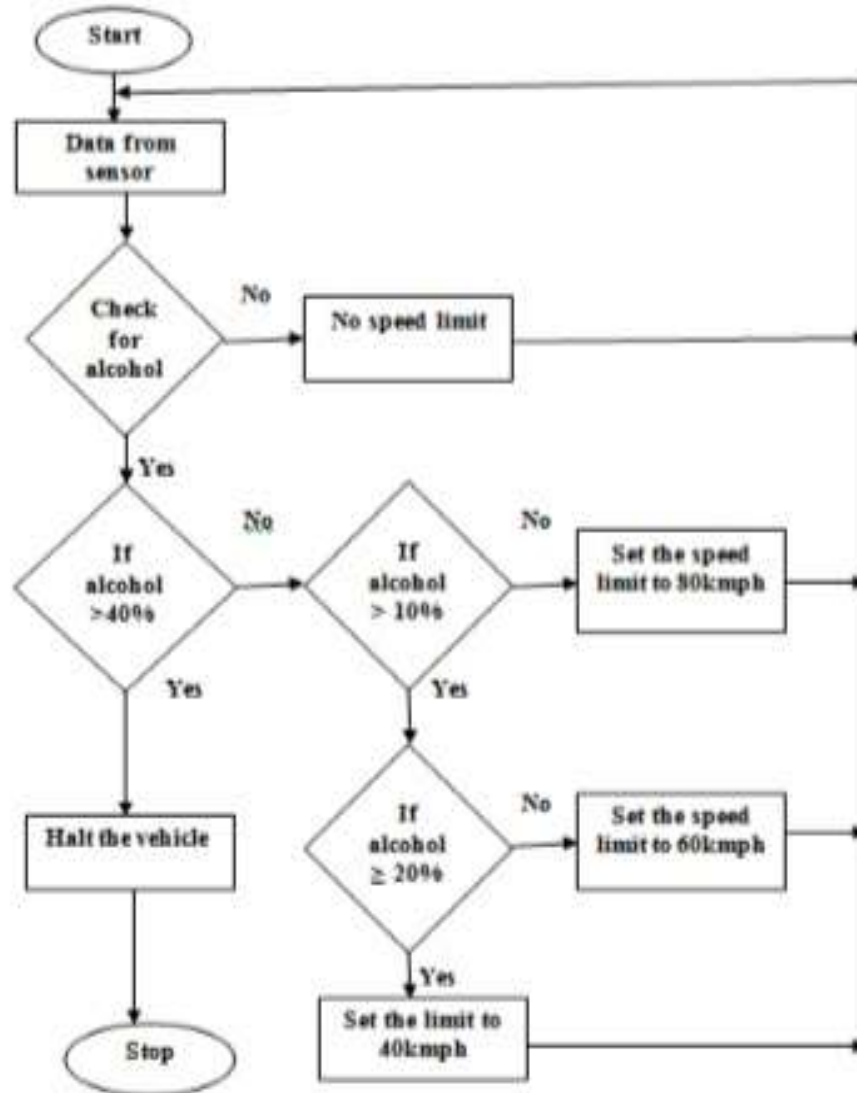 Start
Data from
sensor
Check
for
alcohol
No
No speed limit
Yes
If
alcohol
>40%
No
If
alcohol
> 10%
No
Set the speed
limit to 80kmph
Yes
Yes
Halt the vehicle
If
alcohol
≥ 20%
No
Set the speed
limit to 60kmph
Yes
Set the limit to
40kmph
Stop